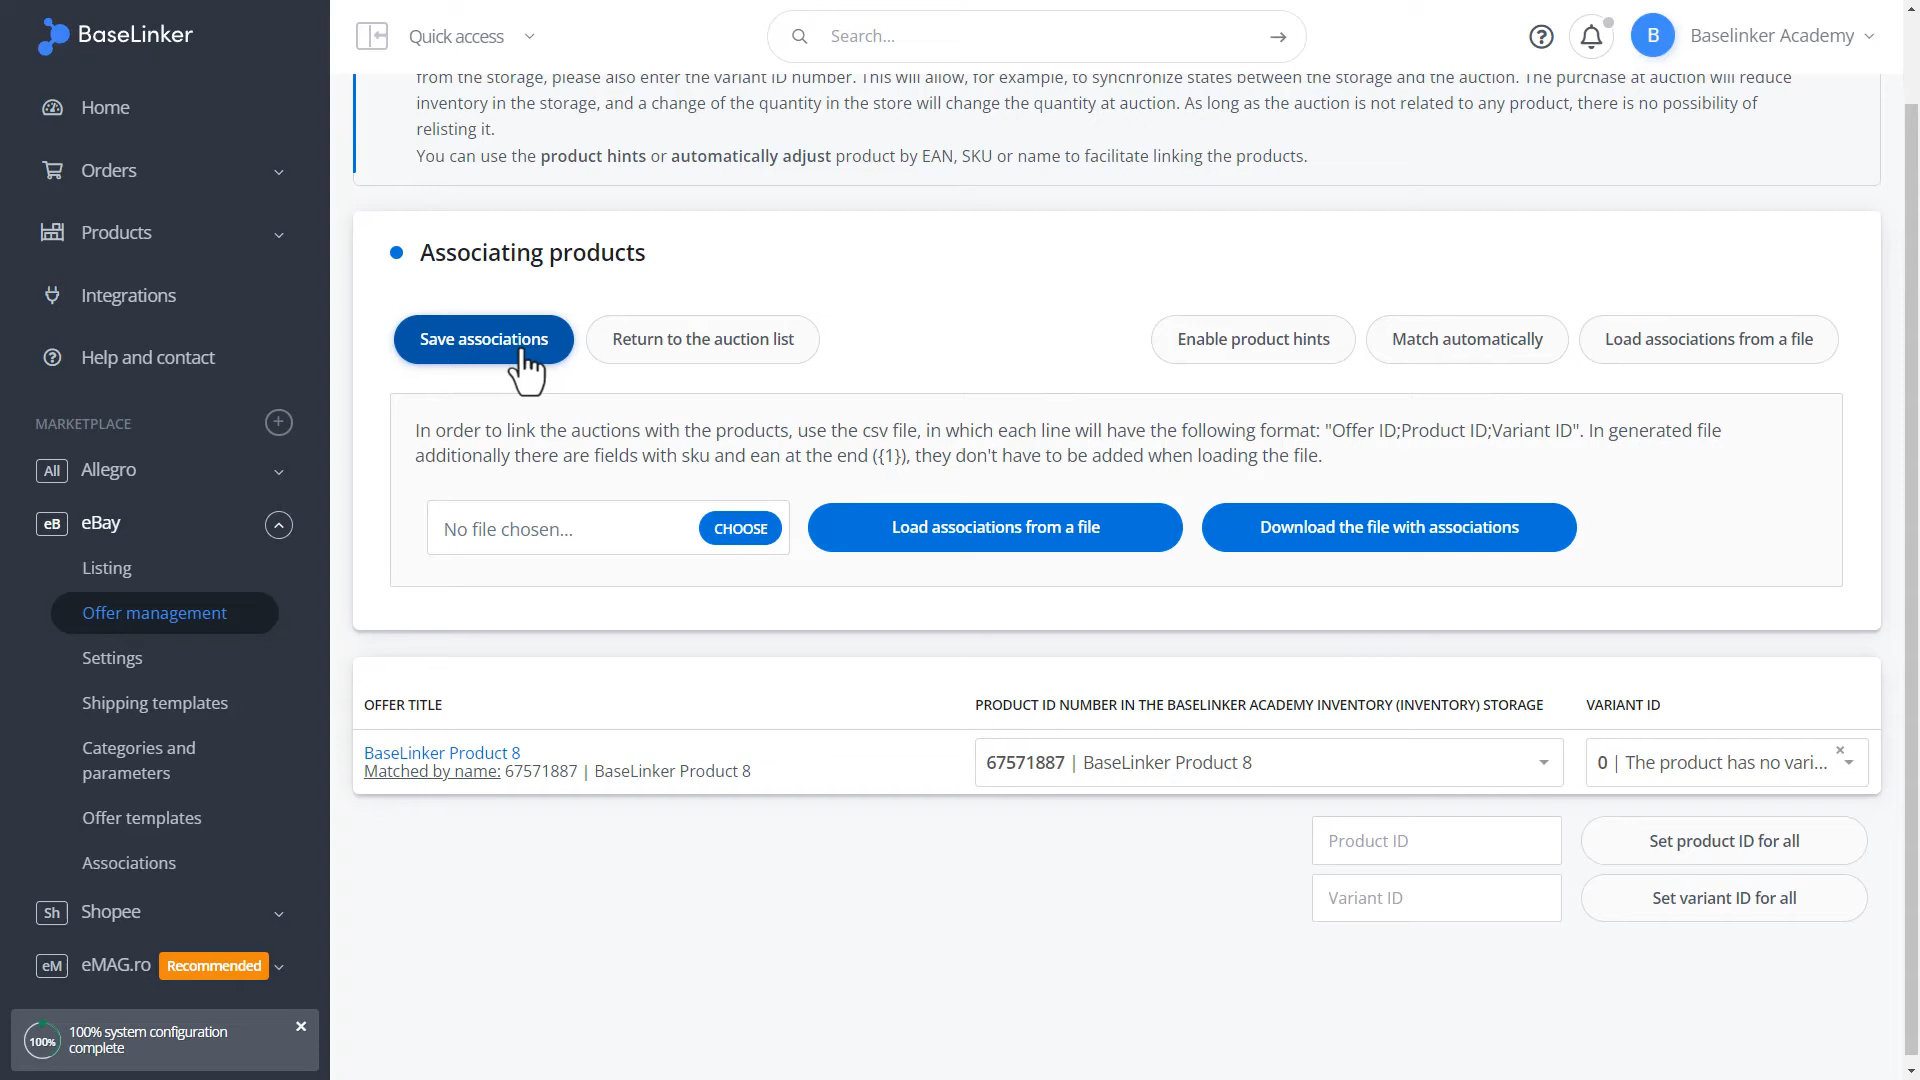 BaseLinker
Quick access
Search...
B
Baselinker Academy
Home
Orders
Products
Integrations
Help and contact
MARKETPLACE
All Allegro
eB eBay
Listing
Offer management
Settings
Shipping templates
Categories and
parameters
Offer templates
Associations
Sh Shopee
eM eMAG.ro Recommended
100% 100% system configuration
complete
from the storage, please also enter the variant ID number. This will allow, for example, to synchronize states between the storage and the auction. The purchase at auction will reduce
inventory in the storage, and a change of the quantity in the store will change the quantity at auction. As long as the auction is not related to any product, there is no possibility of
relisting it.
You can use the product hints or automatically adjust product by EAN, SKU or name to facilitate linking the products.
Associating products
Save associations
Return to the auction list
Enable product hints
Match automatically
Load associations from a file
In order to link the auctions with the products, use the csv file, in which each line will have the following format: "Offer ID;Product ID;Variant ID". In generated file
additionally there are fields with sku and ean at the end ({1}), they don't have to be added when loading the file.
No file chosen...
CHOOSE
Load associations from a file
Download the file with associations
OFFER TITLE
PRODUCT ID NUMBER IN THE BASELINKER ACADEMY INVENTORY (INVENTORY) STORAGE
VARIANT ID
BaseLinker Product 8
Matched by name: 67571887 | BaseLinker Product 8
67571887 | BaseLinker Product 8
0 | The product has no vari...
Product ID
Set product ID for all
Variant ID
Set variant ID for all